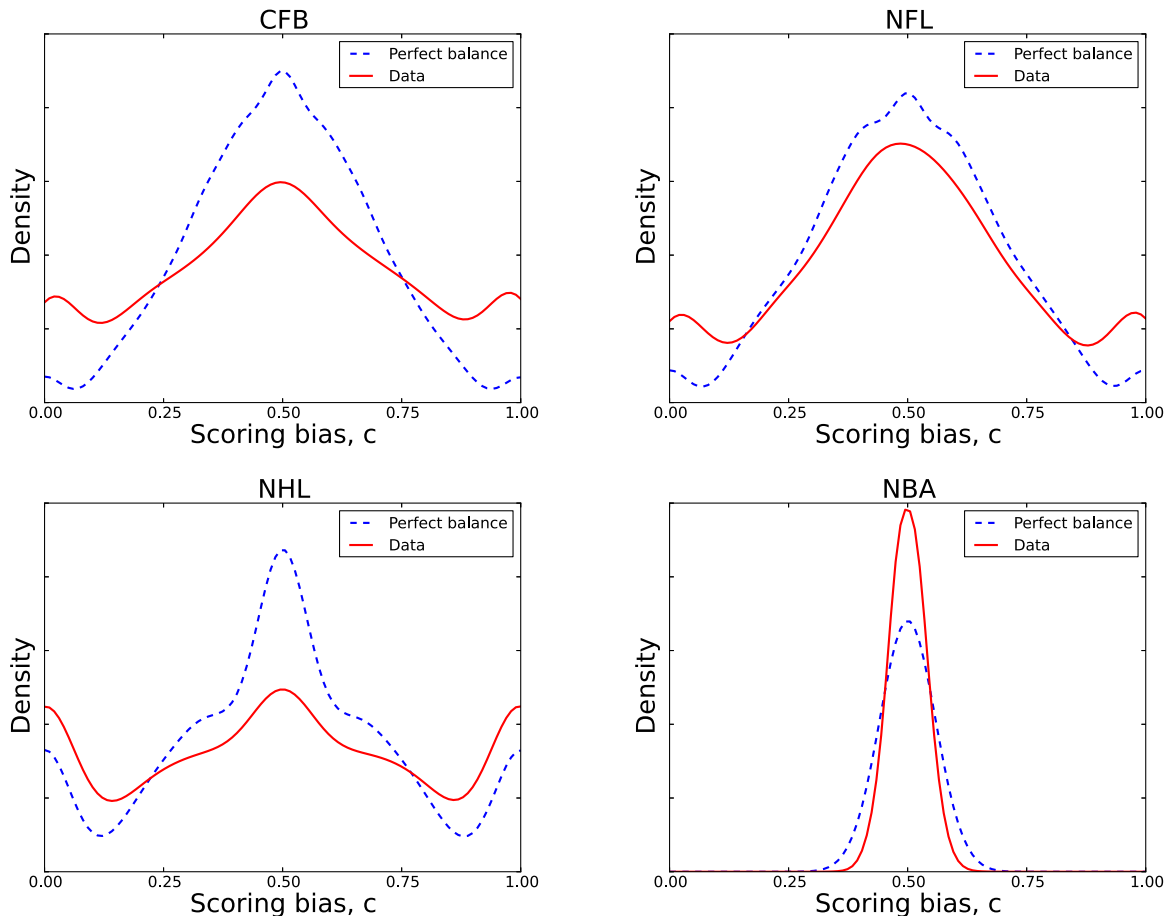 CFB
Perfect balance
Data
Density
0.00 0.25 0.50 0.75 1.00
Scoring bias, c
NFL
Perfect balance
Data
Density
0.00 0.25 0.50 0.75 1.00
Scoring bias, c
NHL
Perfect balance
Data
Density
0.00 0.25 0.50 0.75 1.00
Scoring bias, c
NBA
Perfect balance
Data
Density
0.00 0.25 0.50 0.75 1.00
Scoring bias, c